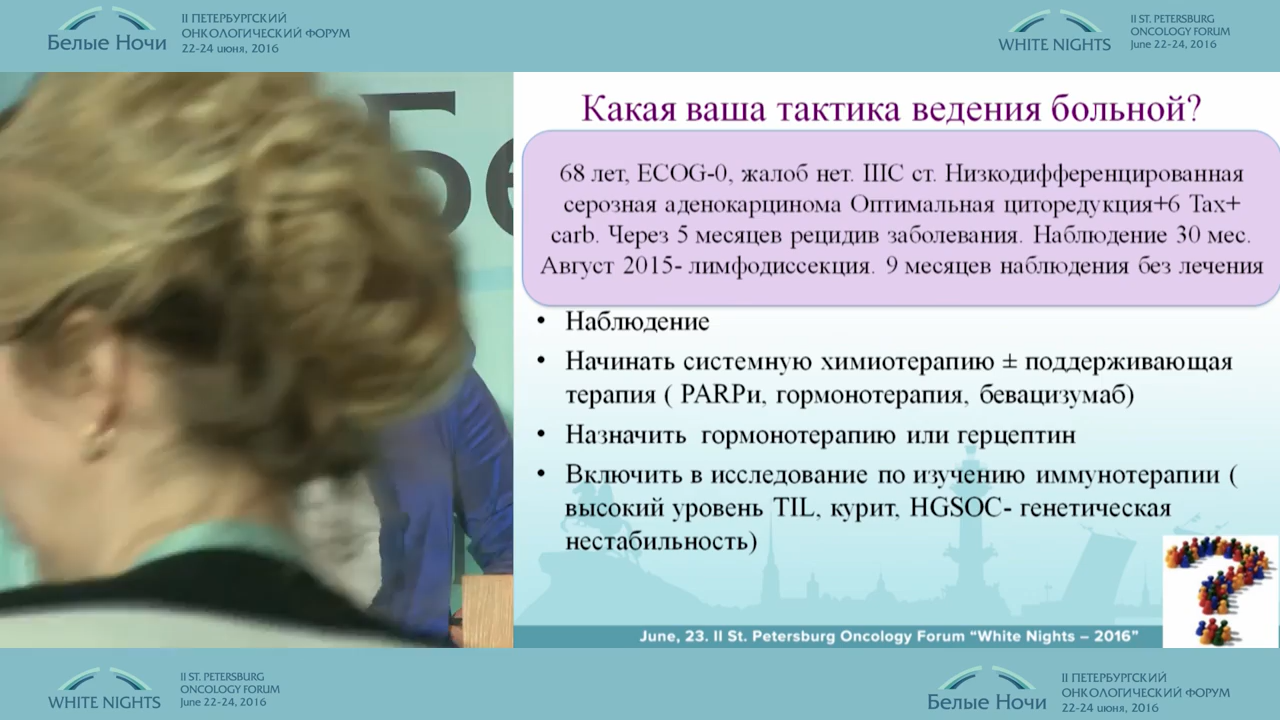 Белые Ночи
II ПЕТЕРБУРГСКИЙ
ОНКОЛОГИЧЕСКИЙ ФОРУМ
22-24 июня, 2016
WHITE NIGHTS
II ST. PETERSBURG
ONCOLOGY FORUM
June 22-24, 2016
Бе
Какая ваша тактика ведения больной?
68 лет, ECOG-0, жалоб нет. IIIC ст. Низкодифференцированная
серозная аденокарцинома Оптимальная циторедукция+6 Tax+
carb. Через 5 месяцев рецидив заболевания. Наблюдение 30 мес.
Август 2015- лимфодиссекция. 9 месяцев наблюдения без лечения
• Наблюдение
• Начинать системную химиотерапию ± поддерживающая
терапия ( PARPи, гормонотерапия, бевацизумаб)
• Назначить гормонотерапию или герцептин
• Включить в исследование по изучению иммунотерапии (
высокий уровень TIL, курит, HGSOC- генетическая
нестабильность)
June, 23. II St. Petersburg Oncology Forum “White Nights – 2016”
WHITE NIGHTS
II ST. PETERSBURG
ONCOLOGY FORUM
June 22-24, 2016
Белые Ночи
II ПЕТЕРБУРГСКИЙ
ОНКОЛОГИЧЕСКИЙ ФОРУМ
22-24 июня, 2016